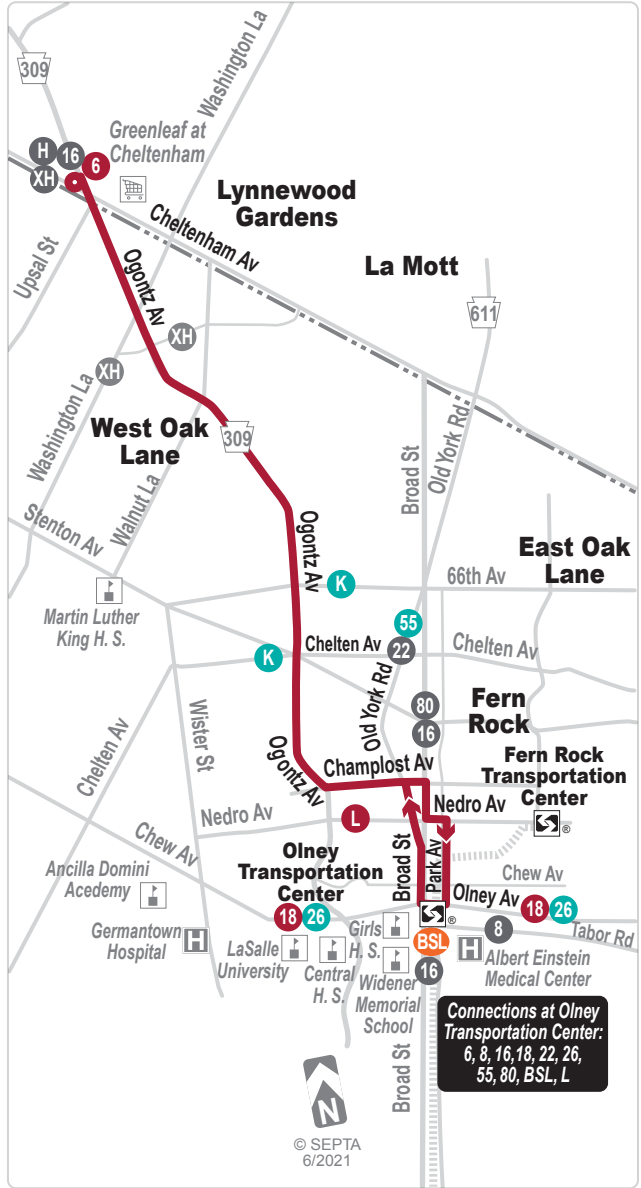 309
Washington La
Greenleaf at
Cheltenham
H
16
6
XH
Lynnewood
Gardens
Cheltenham Av
Upsal St
Ogontz Av
La Mott
611
XH
XH
Washington La
West Oak
Lane
309
Walnut La
Broad St
Old York Rd
Stenton Av
Ogontz Av
East Oak
Lane
K
66th Av
Martin Luther
King H. S.
55
22
Chelten Av
Chelten Av
K
Old York Rd
Wister St
80
16
Fern
Rock
Chelten Av
Ogontz Av
Champlost Av
Fern Rock
Transportation
Center
Nedro Av
Nedro Av
L
®
Chew Av
Broad St
Park Av
Olney
Transportation
Center
Chew Av
Ancilla Domini
Acedemy
Olney Av
18
26
18
26
®
Girls
H. S.
8
Tabor Rd
Germantown
Hospital
H
LaSalle
University
Central
H. S.
BSL
H
Albert Einstein
Medical Center
16
Widener
Memorial
School
Connections at Olney
Transportation Center:
6, 8, 16,18, 22, 26,
55, 80, BSL, L
Broad St
N
© SEPTA
6/2021